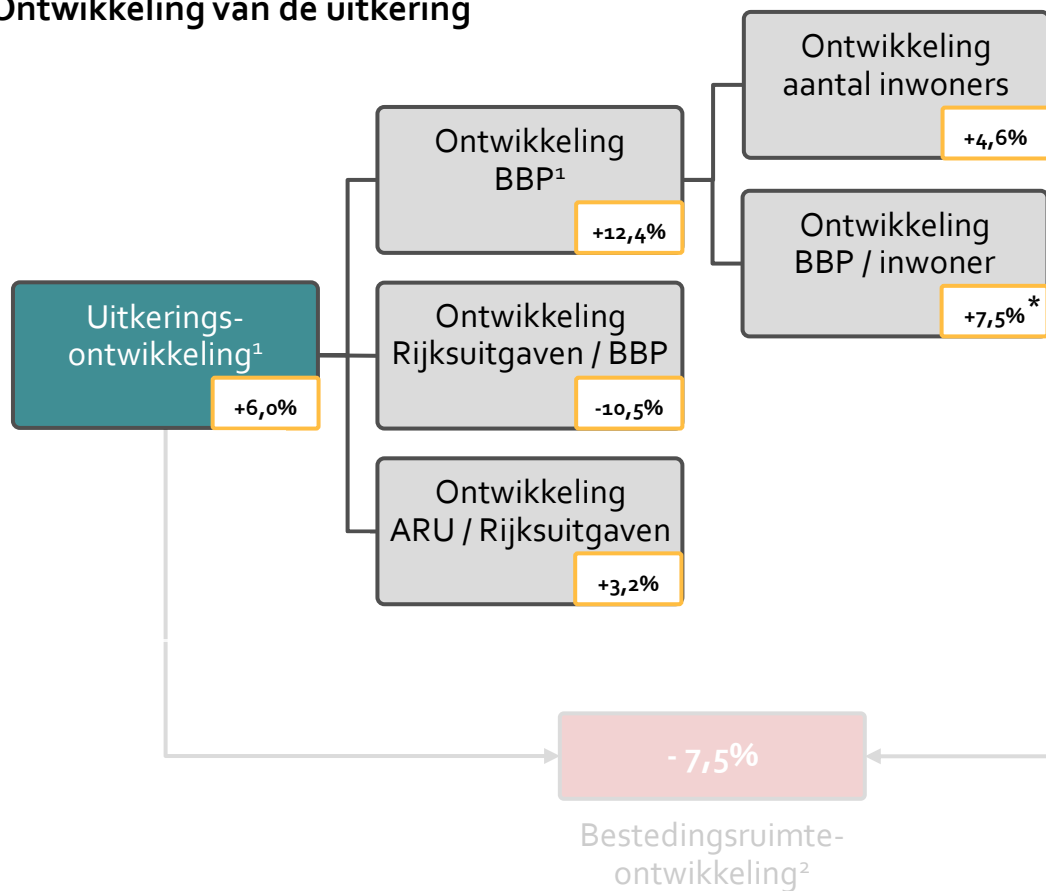 Ontwikkeling van de uitkering
Ontwikkeling
aantal inwoners
+4,6%
Ontwikkeling
BBP¹
+12,4%
Ontwikkeling
BBP / inwoner
+7,5%*
Uitkerings-
ontwikkeling¹
+6,0%
Ontwikkeling
Rijksuitgaven / BBP
-10,5%
Ontwikkeling
ARU / Rijksuitgaven
+3,2%
- 7,5%
Bestedingsruimte-
ontwikkeling²